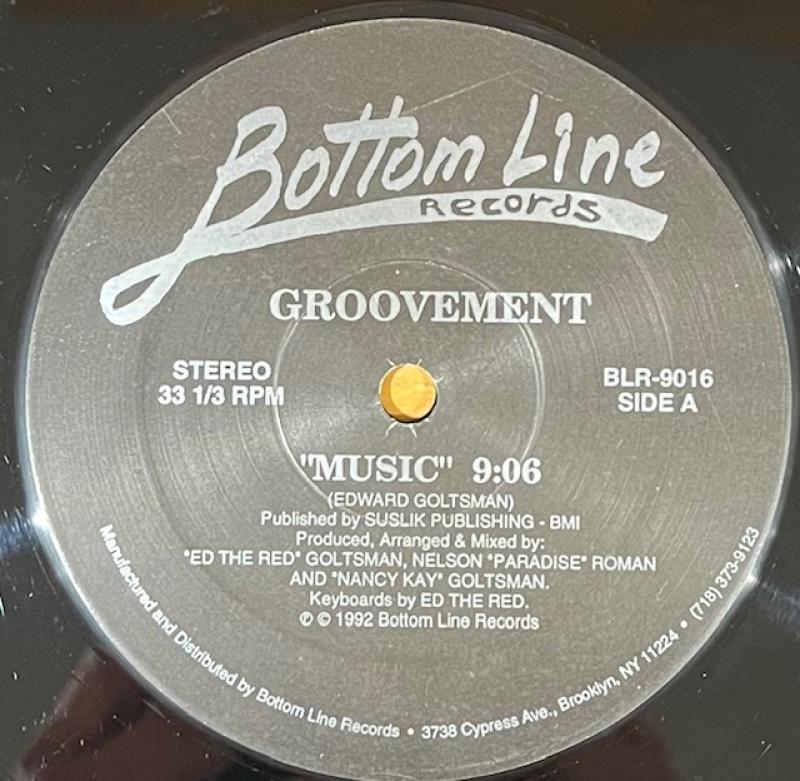 Bottom Line
Records
GROOVEMENT
STEREO
33 1/3 RPM
BLR-9016
SIDE A
"MUSIC" 9:06
(EDWARD GOLTSMAN)
Published by SUSLIK PUBLISHING - BMI
Produced, Arranged & Mixed by:
"ED THE RED" GOLTSMAN, NELSON "PARADISE" ROMAN
AND "NANCY KAY" GOLTSMAN.
Keyboards by ED THE RED.
℗ © 1992 Bottom Line Records
Manufactured and Distributed by Bottom Line Records • 3738 Cypress Ave., Brooklyn, NY 11224 • (718) 373-9123